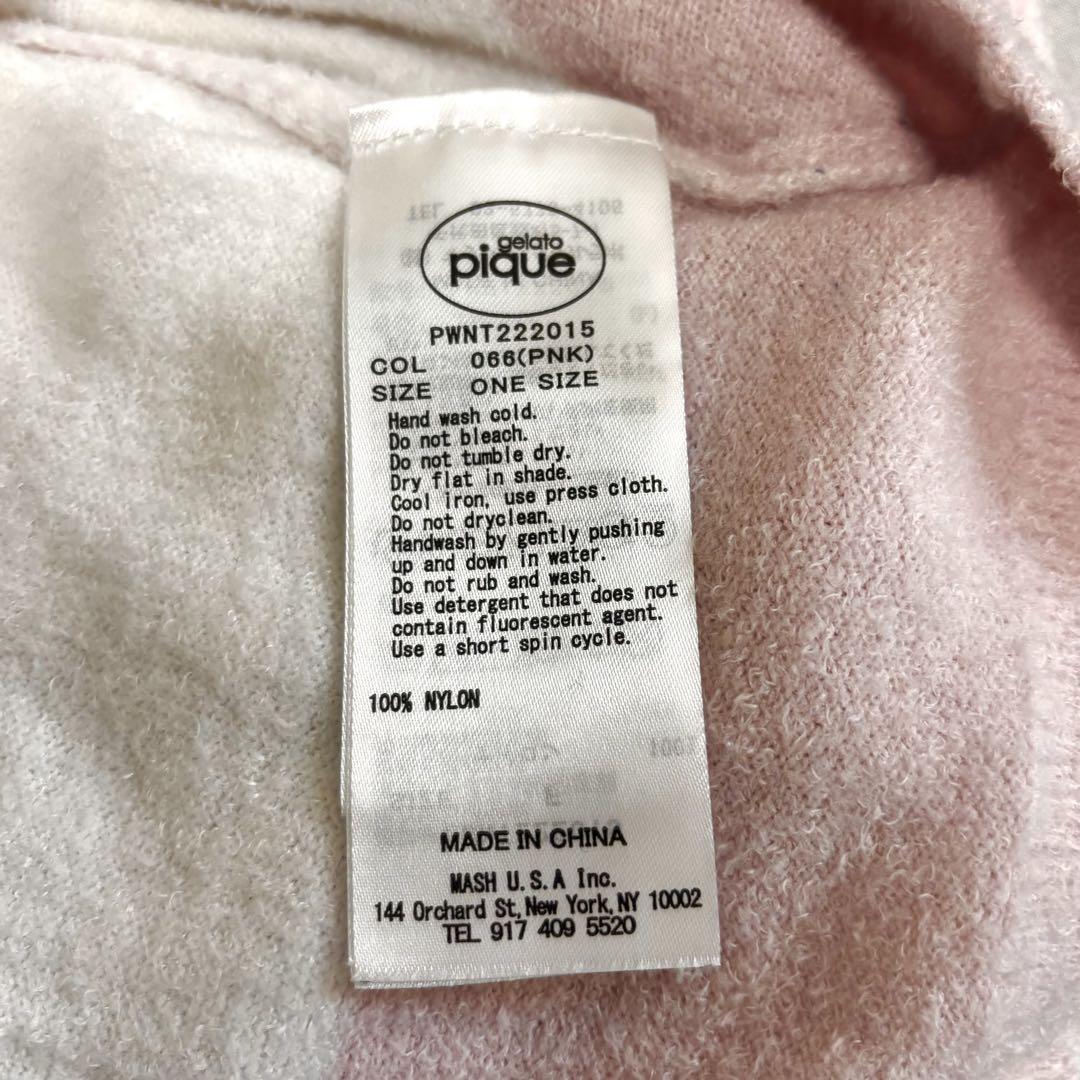 gelato
pique
PWNT222015
COL 066(PNK)
SIZE ONE SIZE
Hand wash cold.
Do not bleach.
Do not tumble dry.
Dry flat in shade.
Cool iron, use press cloth.
Do not dryclean.
Handwash by gently pushing
up and down in water.
Do not rub and wash.
Use detergent that does not
contain fluorescent agent.
Use a short spin cycle.
100% NYLON
MADE IN CHINA
MASH U.S.A Inc.
144 Orchard St, New York, NY 10002
TEL 917 409 5520